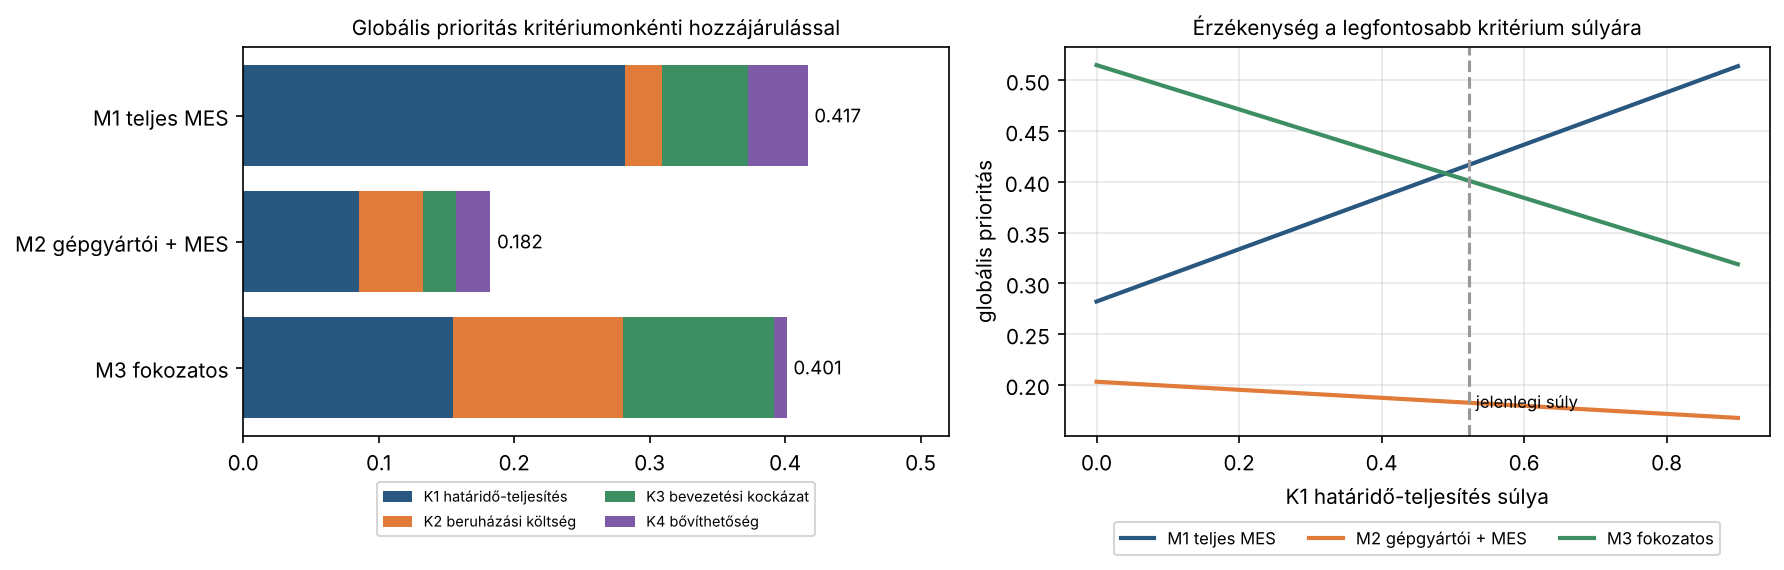 Globális prioritás kritériumonkénti hozzájárulással
M1 teljes MES
0.417
M2 gépgyártói + MES
0.182
M3 fokozatos
0.401
0.0 0.1 0.2 0.3 0.4 0.5
K1 határidő-teljesítés K3 bevezetési kockázat
K2 beruházási költség K4 bővíthetőség
Érzékenység a legfontosabb kritérium súlyára
globális prioritás
0.50
0.45
0.40
0.35
0.30
0.25
0.20
jelenlegi súly
0.0 0.2 0.4 0.6 0.8
K1 határidő-teljesítés súlya
M1 teljes MES M2 gépgyártói + MES M3 fokozatos